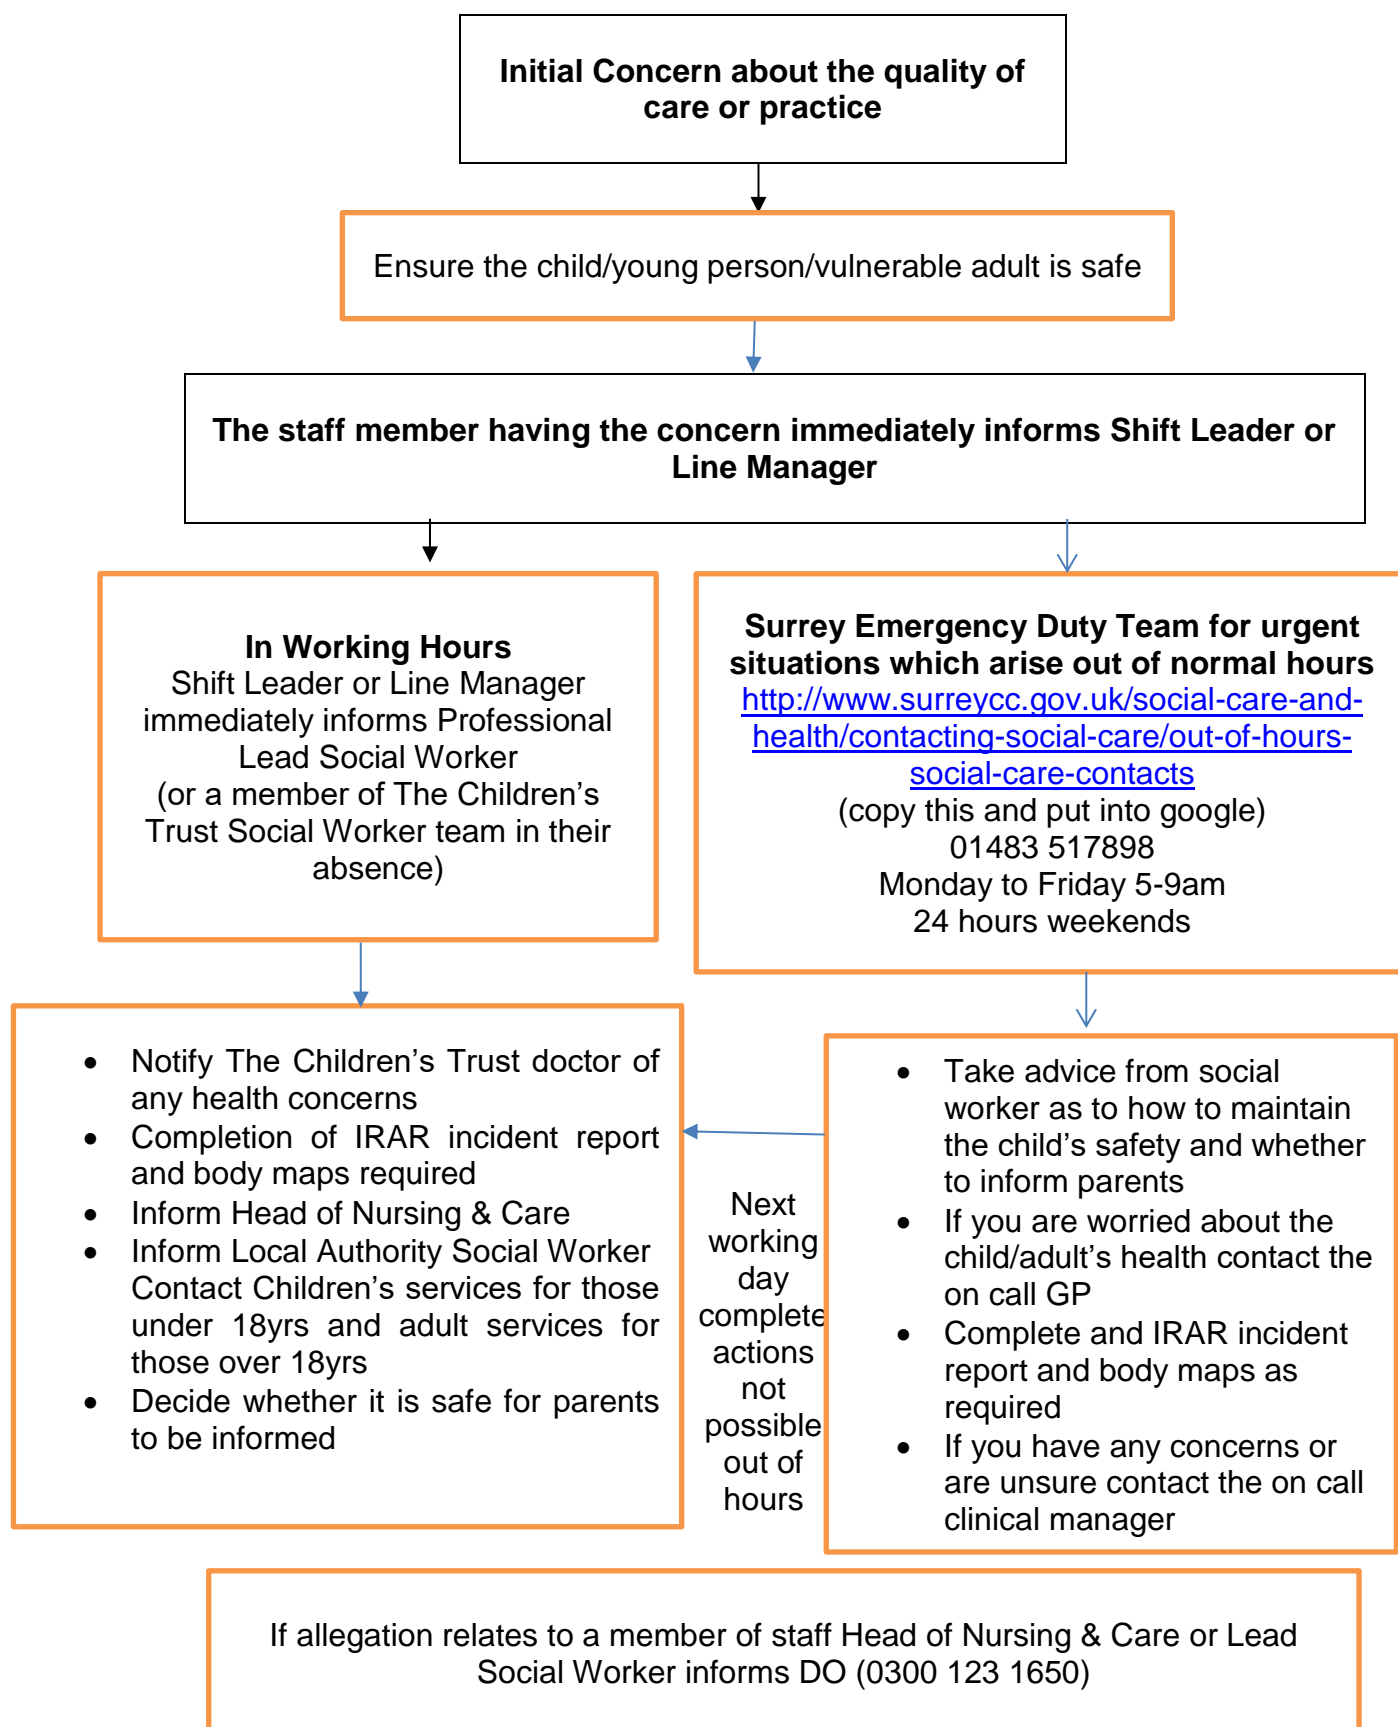 Initial Concern about the quality of
care or practice
Ensure the child/young person/vulnerable adult is safe
The staff member having the concern immediately informs Shift Leader or
Line Manager
In Working Hours
Shift Leader or Line Manager
immediately informs Professional
Lead Social Worker
(or a member of The Children’s
Trust Social Worker team in their
absence)
Surrey Emergency Duty Team for urgent
situations which arise out of normal hours
http://www.surreycc.gov.uk/social-care-and-
health/contacting-social-care/out-of-hours-
social-care-contacts
(copy this and put into google)
01483 517898
Monday to Friday 5-9am
24 hours weekends
• Notify The Children’s Trust doctor of
any health concerns
• Completion of IRAR incident report
and body maps required
• Inform Head of Nursing & Care
• Inform Local Authority Social Worker
Contact Children’s services for those
under 18yrs and adult services for
those over 18yrs
• Decide whether it is safe for parents
to be informed
Next
working
day
complete
actions
not
possible
out of
hours
• Take advice from social
worker as to how to maintain
the child’s safety and whether
to inform parents
• If you are worried about the
child/adult’s health contact the
on call GP
• Complete and IRAR incident
report and body maps as
required
• If you have any concerns or
are unsure contact the on call
clinical manager
If allegation relates to a member of staff Head of Nursing & Care or Lead
Social Worker informs DO (0300 123 1650)